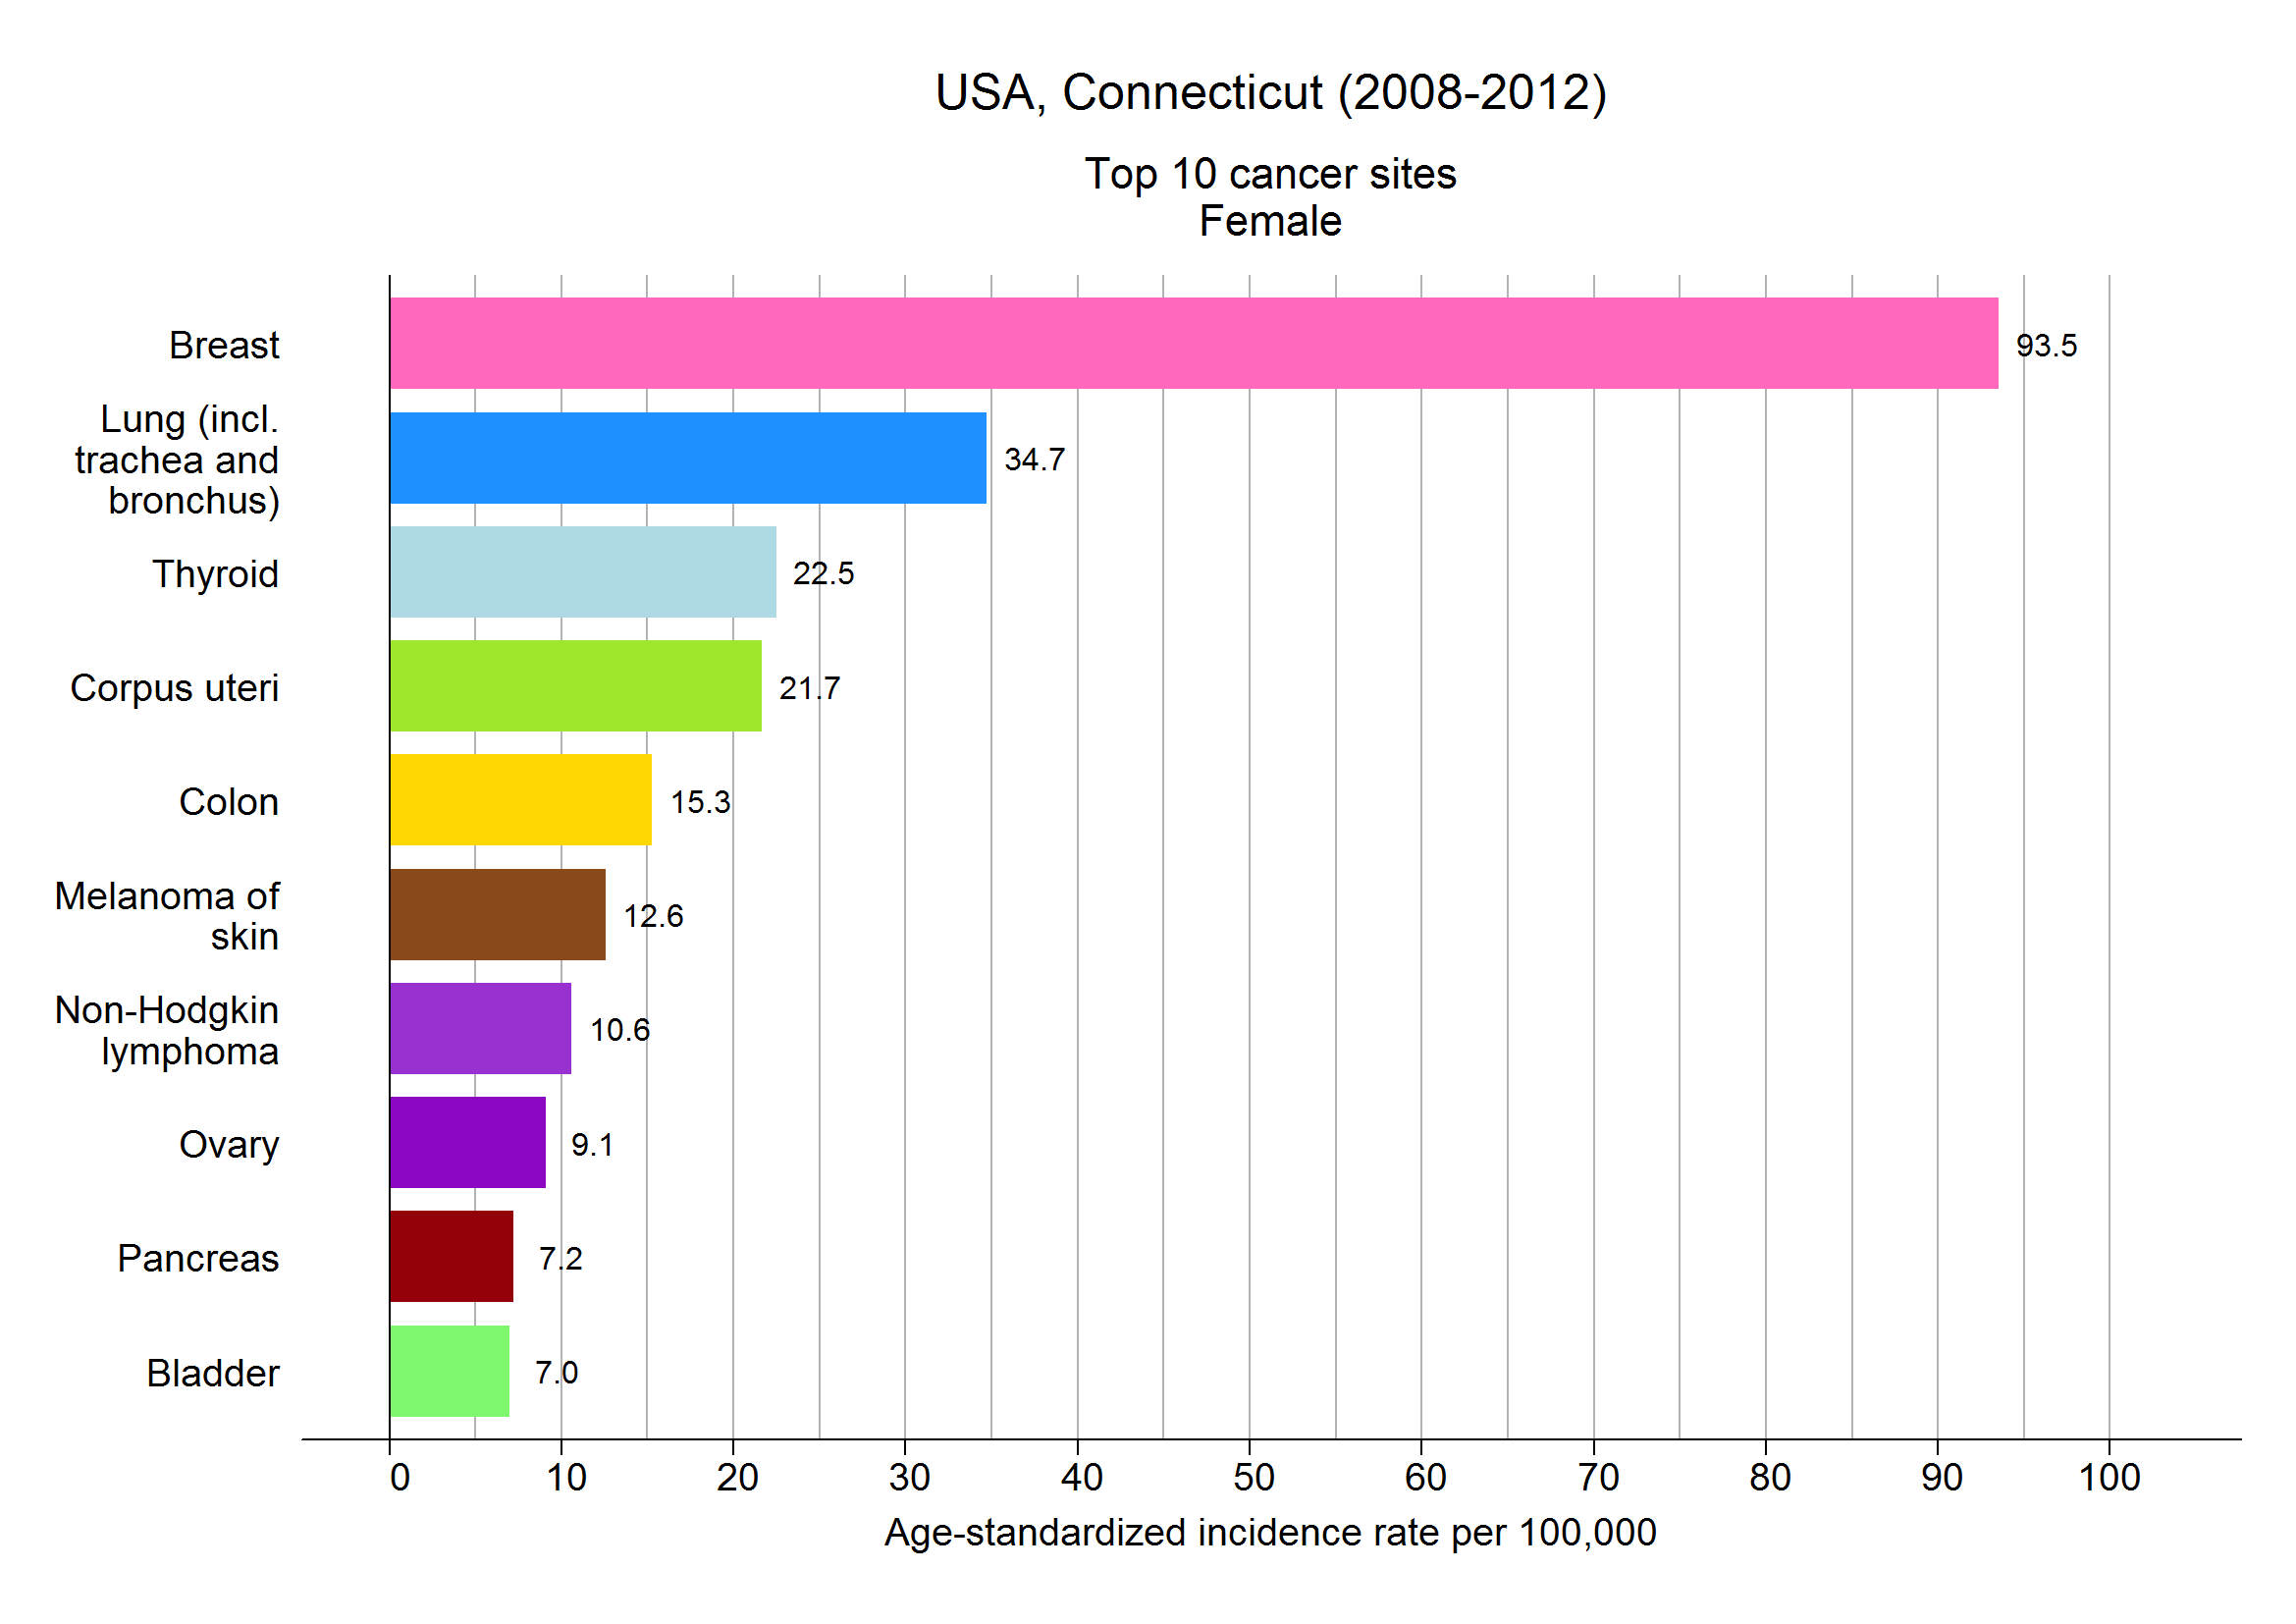 USA, Connecticut (2008-2012)
Top 10 cancer sites
Female
Breast
93.5
Lung (incl.
trachea and
bronchus)
34.7
Thyroid
22.5
Corpus uteri
21.7
Colon
15.3
Melanoma of
skin
12.6
Non-Hodgkin
lymphoma
10.6
Ovary
9.1
Pancreas
7.2
Bladder
7.0
0 10 20 30 40 50 60 70 80 90 100
Age-standardized incidence rate per 100,000